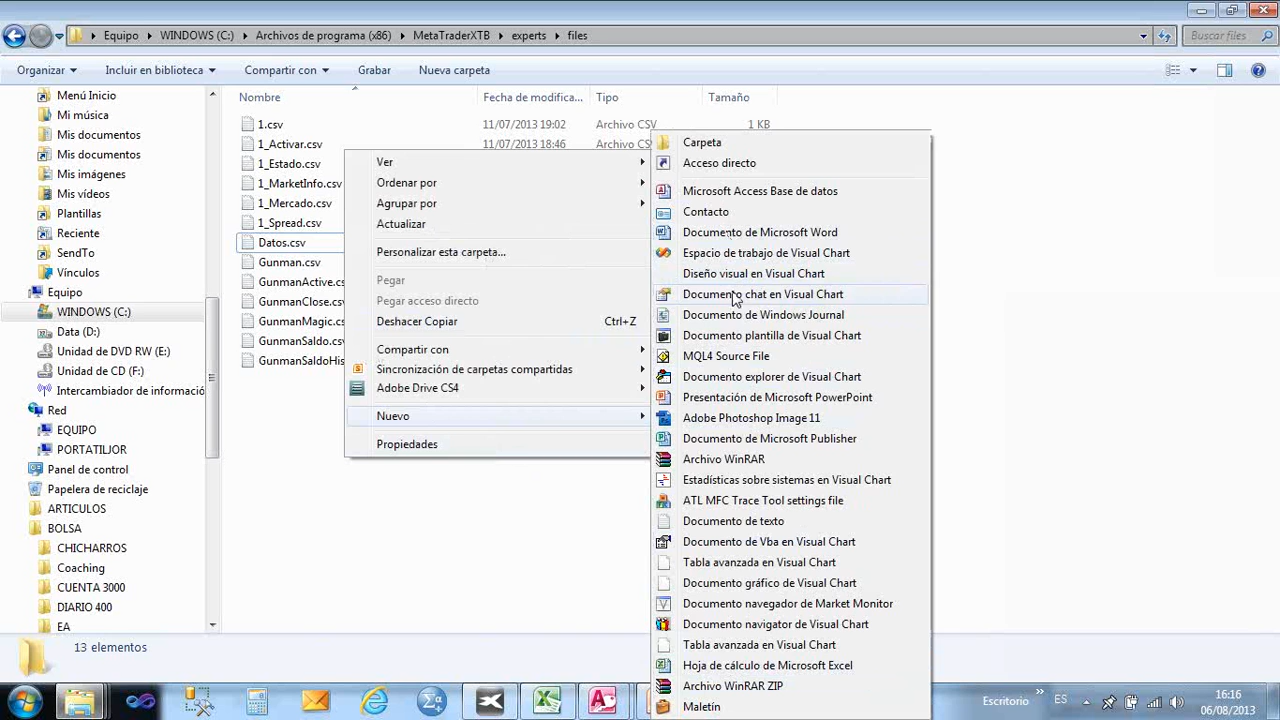 Equipo
WINDOWS (C:)
Archivos de programa (x86)
MetaTraderXTB
experts
files
Buscar files
Organizar
Incluir en biblioteca
Compartir con
Grabar
Nueva carpeta
Menú Inicio
Mi música
Mis documentos
Mis documentos
Mis imágenes
Mis vídeos
Plantillas
Reciente
SendTo
Vínculos
Equipo
WINDOWS (C:)
Data (D:)
Unidad de DVD RW (E:)
Unidad de CD (F:)
Intercambiador de informació
Red
EQUIPO
PORTATILJOR
Panel de control
Papelera de reciclaje
ARTICULOS
BOLSA
CHICHARROS
Coaching
CUENTA 3000
DIARIO 400
EA
Nombre
Fecha de modifica...
Tipo
Tamaño
1.csv
11/07/2013 19:02
Archivo CSV
1 KB
1_Activar.csv
11/07/2013 18:46
Archivo CSV
1_Estado.csv
1_MarketInfo.csv
1_Mercado.csv
1_Spread.csv
Datos.csv
Gunman.csv
GunmanActive.cs
GunmanClose.cs
GunmanMagic.cs
GunmanSaldo.cs
GunmanSaldoHis
Ver
Ordenar por
Agrupar por
Actualizar
Personalizar esta carpeta...
Pegar
Pegar acceso directo
Deshacer Copiar
Ctrl+Z
Compartir con
Sincronización de carpetas compartidas
Adobe Drive CS4
Nuevo
Propiedades
Carpeta
Acceso directo
Microsoft Access Base de datos
Contacto
Documento de Microsoft Word
Espacio de trabajo de Visual Chart
Diseño visual en Visual Chart
Documento chat en Visual Chart
Documento de Windows Journal
Documento plantilla de Visual Chart
MQL4 Source File
Documento explorer de Visual Chart
Presentación de Microsoft PowerPoint
Adobe Photoshop Image 11
Documento de Microsoft Publisher
Archivo WinRAR
Estadísticas sobre sistemas en Visual Chart
ATL MFC Trace Tool settings file
Documento de texto
Documento de Vba en Visual Chart
Tabla avanzada en Visual Chart
Documento gráfico de Visual Chart
Documento navegador de Market Monitor
Documento navigator de Visual Chart
Tabla avanzada en Visual Chart
Hoja de cálculo de Microsoft Excel
Archivo WinRAR ZIP
Maletín
13 elementos
Escritorio
ES
16:16
06/08/2013